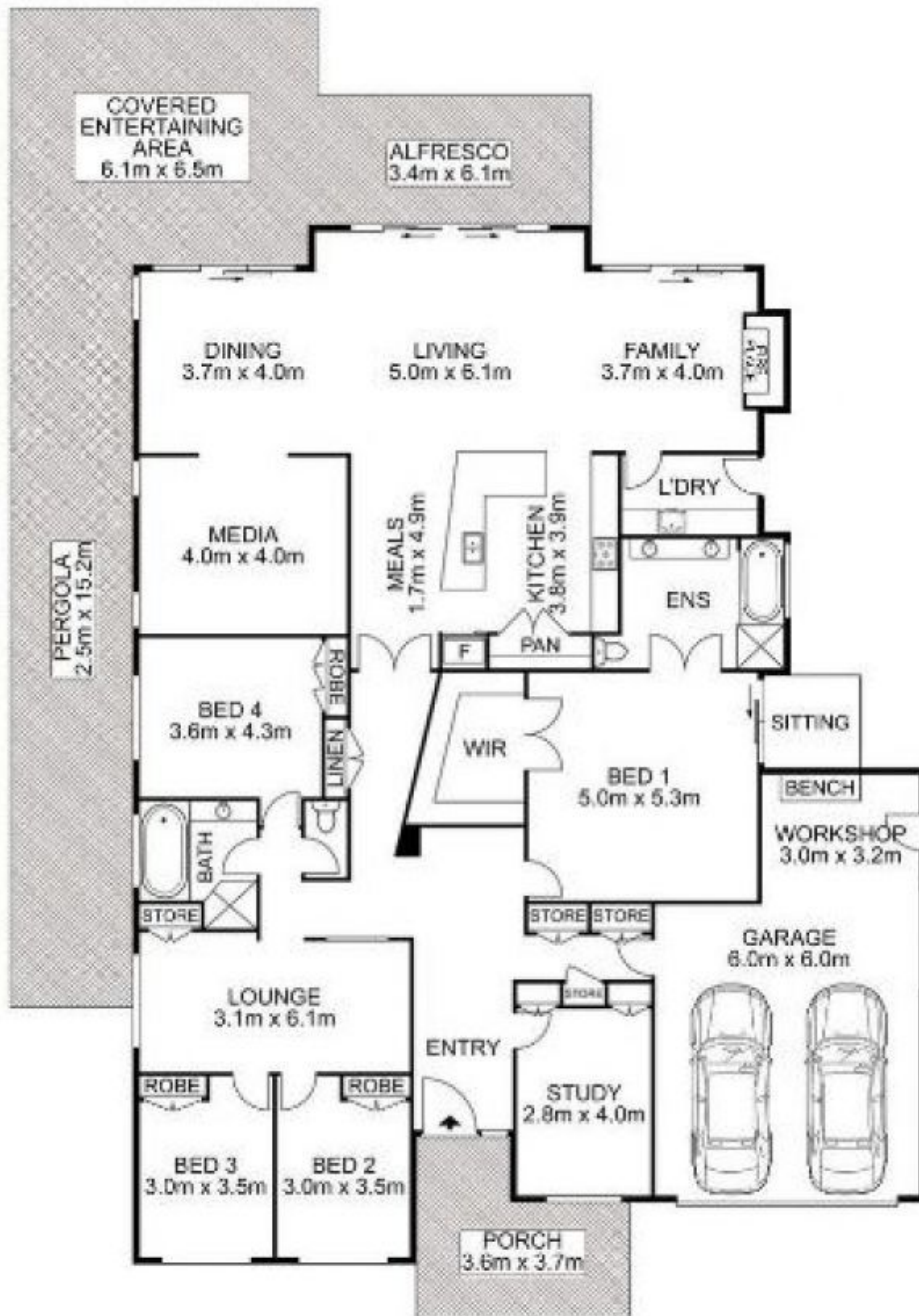 COVERED
ENTERTAINING
AREA
6.1m x 6.5m
ALFRESCO
3.4m x 6.1m
DINING
3.7m x 4.0m
LIVING
5.0m x 6.1m
FAMILY
3.7m x 4.0m
FIRE
PLACE
L'DRY
MEDIA
4.0m x 4.0m
MEALS
1.7m x 4.9m
KITCHEN
3.8m x 3.9m
ENS
PERGOLA
2.5m x 15.2m
F
PAN
ROBE
BED 4
3.6m x 4.3m
LINEN
WIR
BED 1
5.0m x 5.3m
SITTING
BENCH
WORKSHOP
3.0m x 3.2m
BATH
STORE
STORE
STORE
GARAGE
6.0m x 6.0m
LOUNGE
3.1m x 6.1m
STORE
ENTRY
STUDY
2.8m x 4.0m
ROBE
ROBE
BED 3
3.0m x 3.5m
BED 2
3.0m x 3.5m
PORCH
3.6m x 3.7m